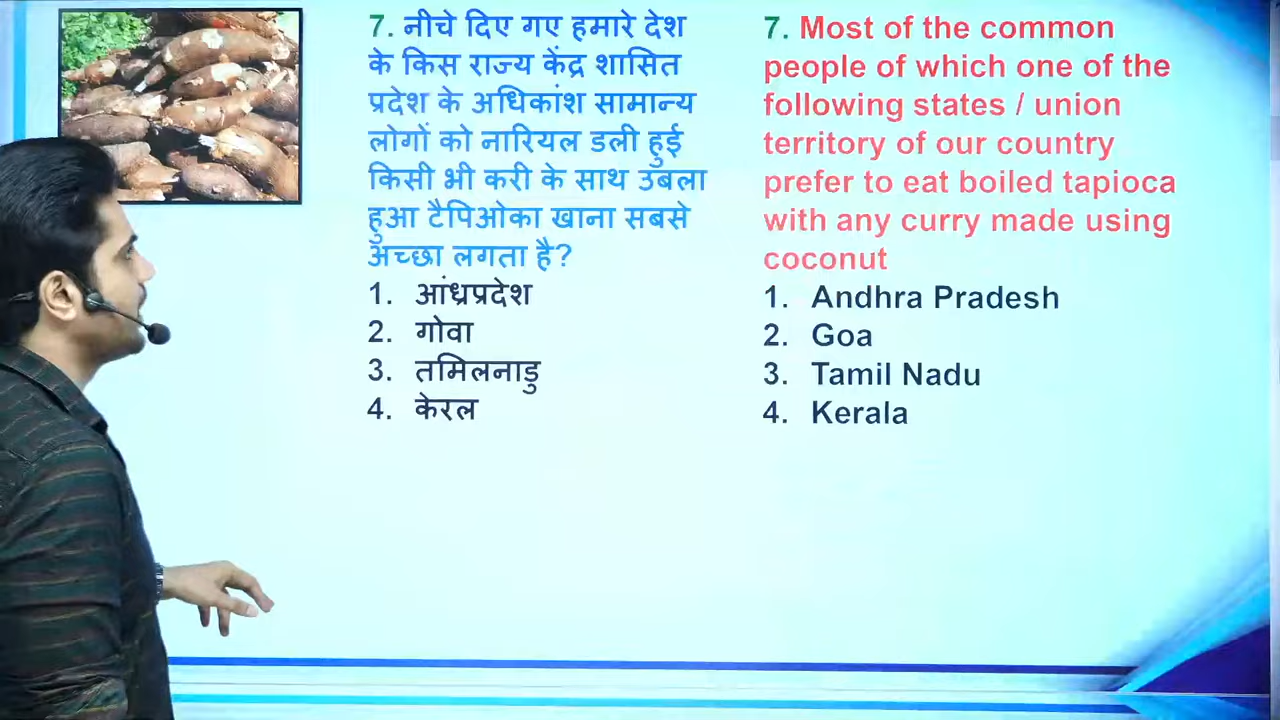 7. नीचे दिए गए हमारे देश
के किस राज्य केंद्र शासित
प्रदेश के अधिकांश सामान्य
लोगों को नारियल डली हुई
किसी भी करी के साथ उबला
हुआ टैपिओका खाना सबसे
अच्छा लगता है?
1. आंध्रप्रदेश
2. गोवा
3. तमिलनाडु
4. केरल
7. Most of the common
people of which one of the
following states / union
territory of our country
prefer to eat boiled tapioca
with any curry made using
coconut
1. Andhra Pradesh
2. Goa
3. Tamil Nadu
4. Kerala